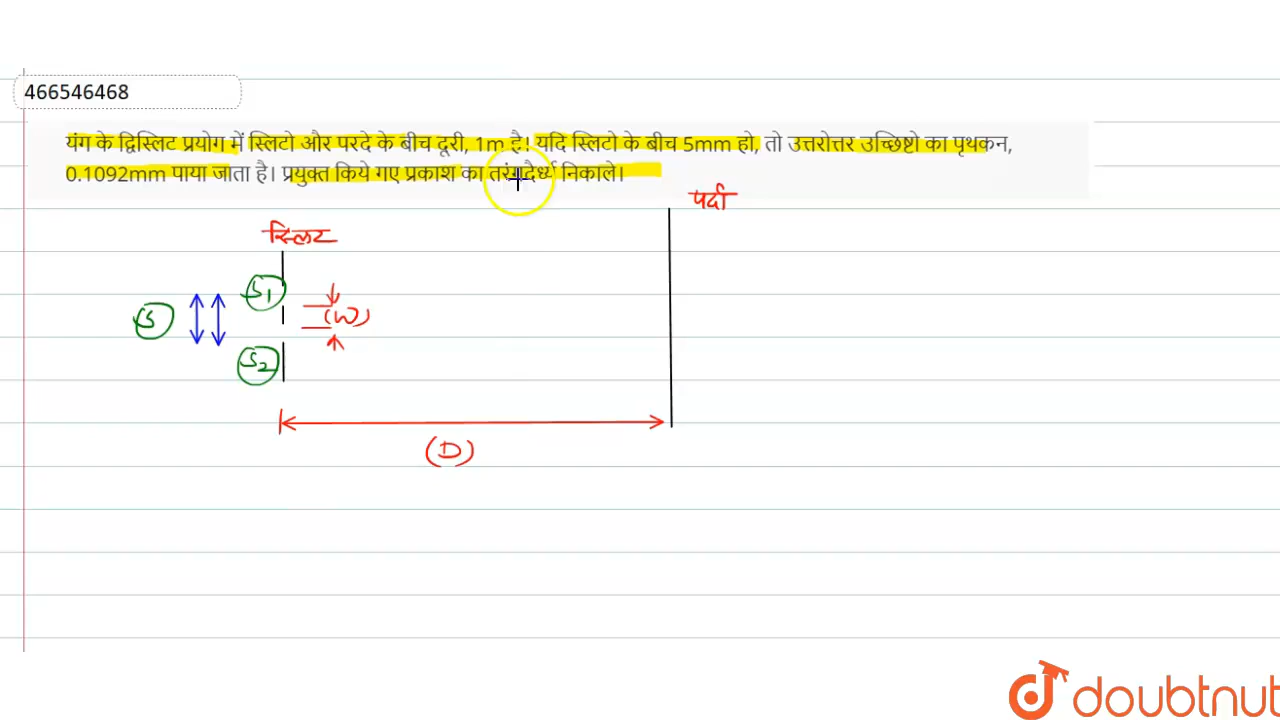 466546468
यंग के द्विस्लिट प्रयोग में स्लिटो और परदे के बीच दूरी, 1m है! यदि स्लिटो के बीच 5mm हो, तो उत्तरोत्तर उच्छिष्टो का पृथकन,
0.1092mm पाया जाता है। प्रयुक्त किये गए प्रकाश का तरंगदैर्ध्य निकाले।
पर्दा
स्लिट
S1
S
(W)
S2
(D)
doubtnut